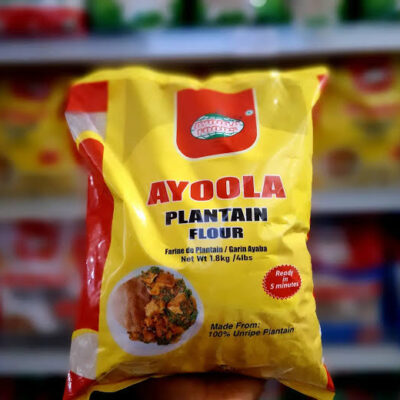 AYOOLA
PLANTAIN
FLOUR
Farine de Plantain / Garin Ayaba
Net Wt 1.8kg /4lbs
Ready
in
5 minutes
Made From:
100% Unripe Plantain